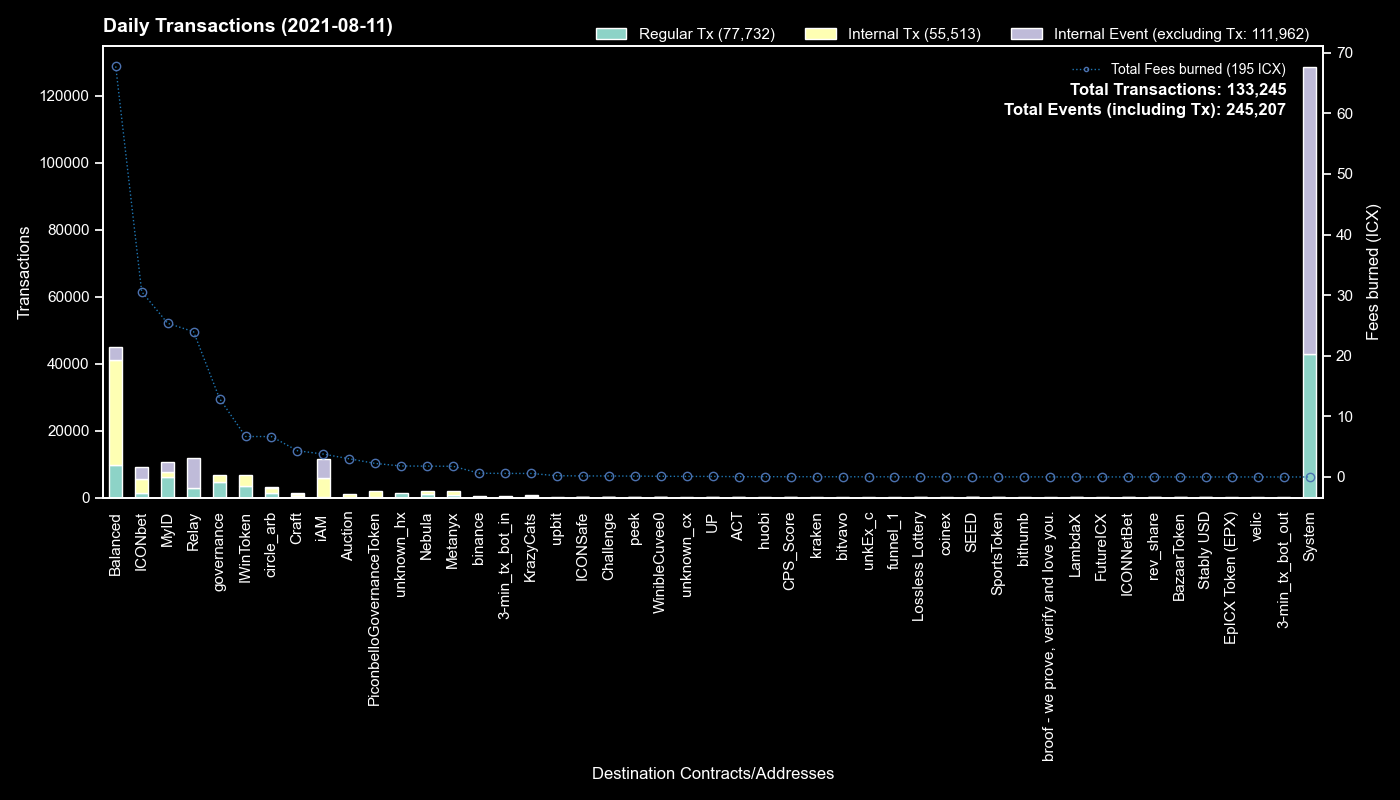 Daily Transactions (2021-08-11)
Regular Tx (77,732)
Internal Tx (55,513)
Internal Event (excluding Tx: 111,962)
Total Fees burned (195 ICX)
Total Transactions: 133,245
Total Events (including Tx): 245,207
Transactions
120000
100000
80000
60000
40000
20000
0
70
60
50
40
30
20
10
0
Fees burned (ICX)
Balanced
ICONbet
MyID
Relay
governance
IWinToken
circle_arb
Craft
iAM
Auction
PiconbelloGovernanceToken
unknown_hx
Nebula
Metanyx
binance
3-min_tx_bot_in
KrazyCats
upbit
ICONSafe
Challenge
peek
WinibleCuvee0
unknown_cx
UP
ACT
huobi
CPS_Score
kraken
bitvavo
unkEx_c
funnel_1
Lossless Lottery
coinex
SEED
SportsToken
bithumb
broof - we prove, verify and love you.
LambdaX
FutureICX
ICONNetBet
rev_share
BazaarToken
Stably USD
EpICX Token (EPX)
velic
3-min_tx_bot_out
System
Destination Contracts/Addresses